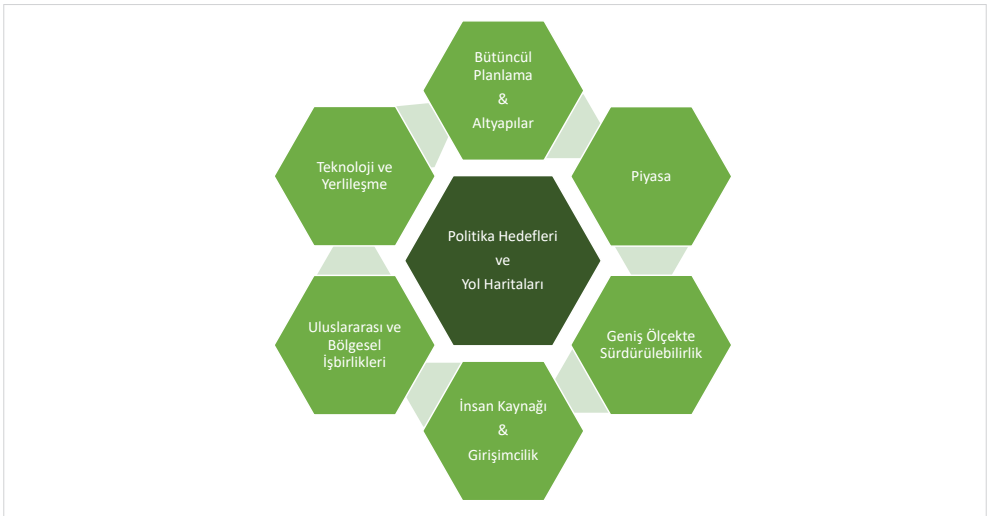 Bütüncül
Planlama
&
Altyapılar
Teknoloji ve
Yerlileşme
Piyasa
Politika Hedefleri
ve
Yol Haritaları
Uluslararası ve
Bölgesel
İşbirlikleri
Geniş Ölçekte
Sürdürülebilirlik
İnsan Kaynağı
&
Girişimcilik